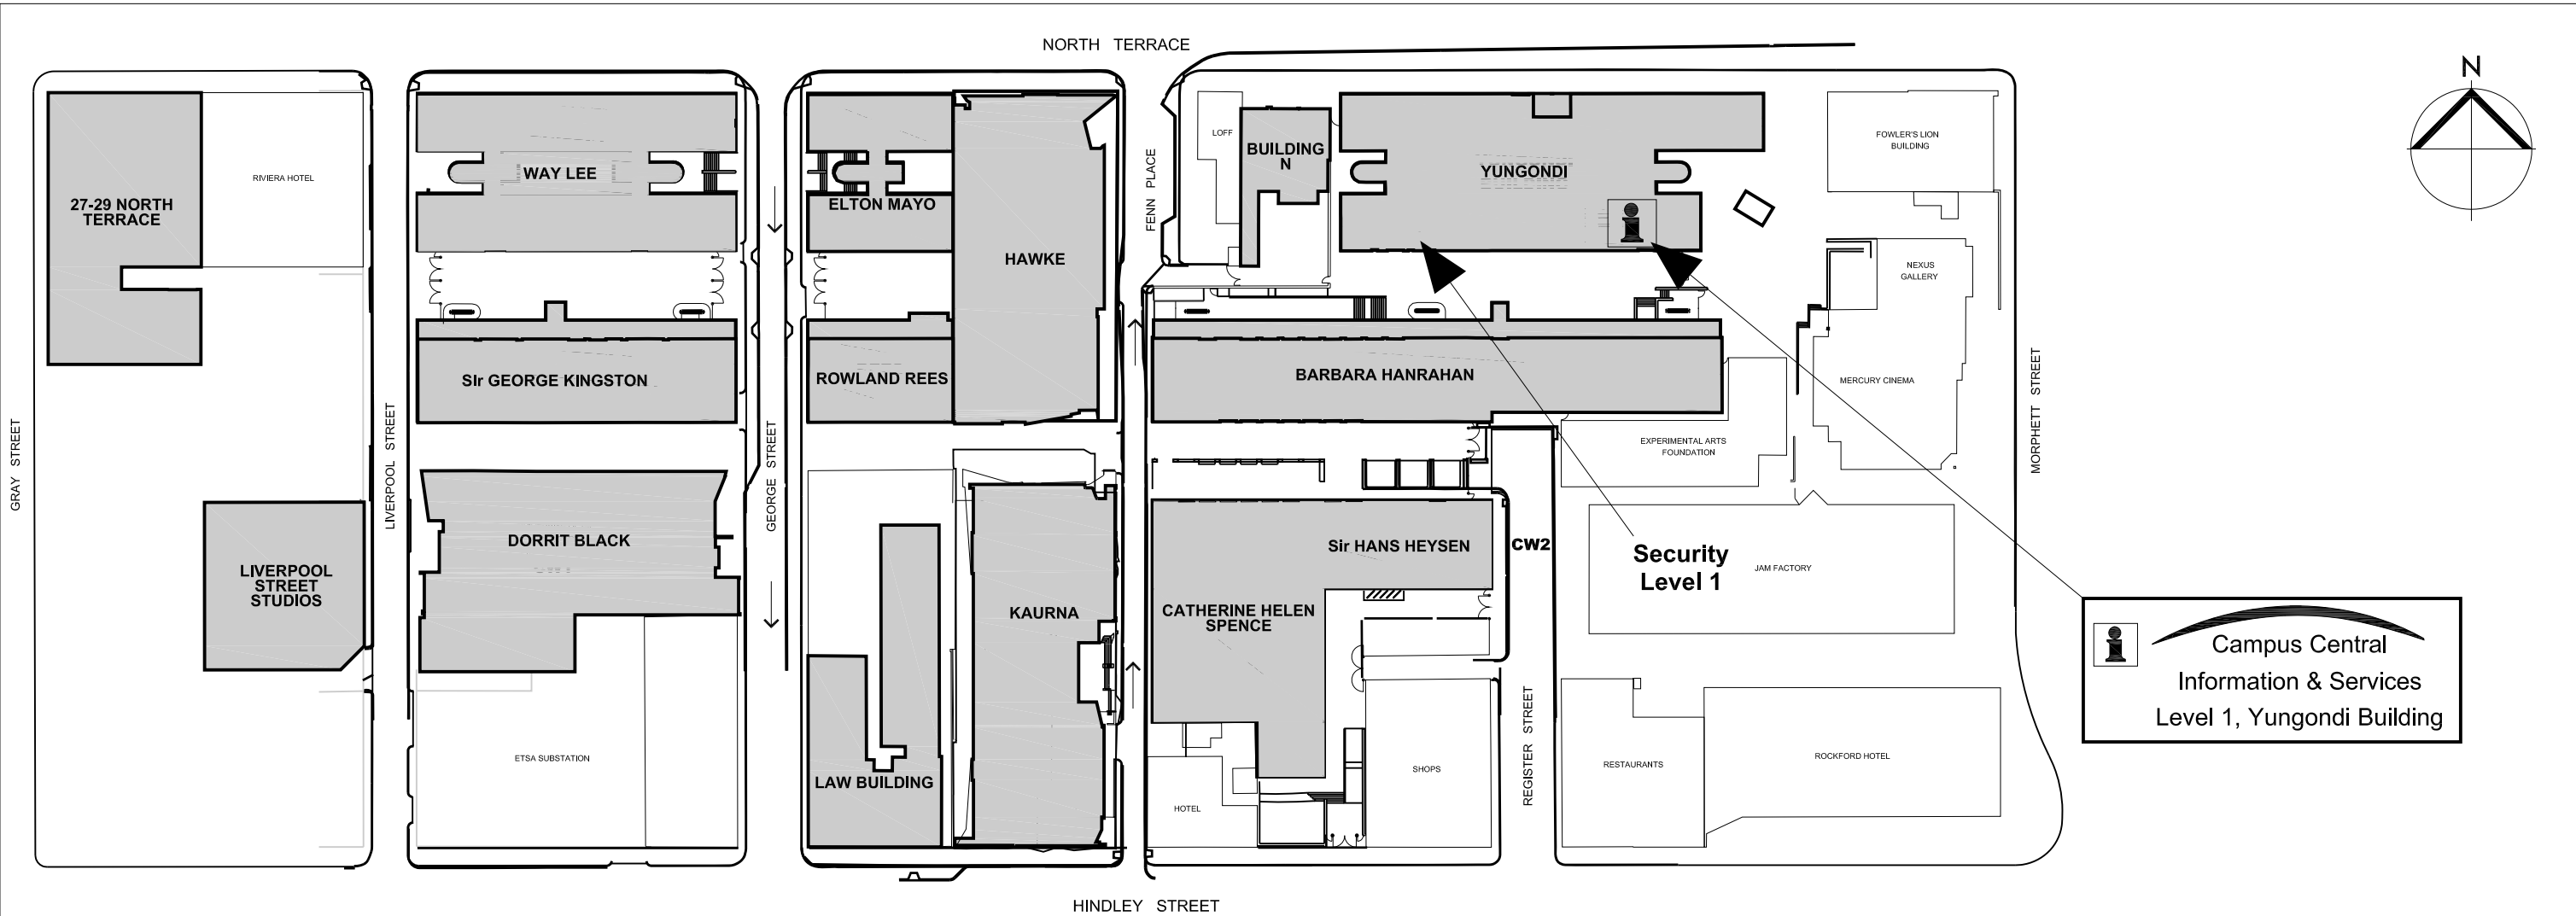 NORTH TERRACE
N
LOFF
BUILDING
N
YUNGONDI
FOWLER'S LION
BUILDING
RIVIERA HOTEL
WAY LEE
27-29 NORTH
TERRACE
ELTON MAYO
FENN PLACE
HAWKE
NEXUS
GALLERY
SIr GEORGE KINGSTON
ROWLAND REES
BARBARA HANRAHAN
MERCURY CINEMA
MORPHETT STREET
GRAY STREET
LIVERPOOL STREET
GEORGE STREET
EXPERIMENTAL ARTS
FOUNDATION
DORRIT BLACK
Sir HANS HEYSEN
CW2
Security
Level 1
JAM FACTORY
LIVERPOOL
STREET
STUDIOS
KAURNA
CATHERINE HELEN
SPENCE
Campus Central
Information & Services
Level 1, Yungondi Building
ETSA SUBSTATION
LAW BUILDING
HOTEL
SHOPS
REGISTER STREET
RESTAURANTS
ROCKFORD HOTEL
HINDLEY STREET